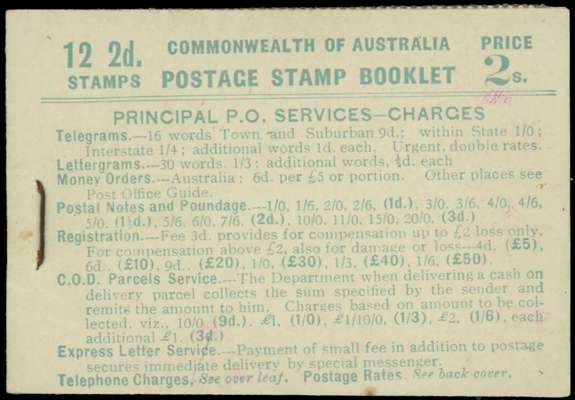 12 2d. COMMONWEALTH OF AUSTRALIA PRICE
STAMPS POSTAGE STAMP BOOKLET 2s.
PRINCIPAL P.O. SERVICES—CHARGES
Telegrams.—16 words Town and Suburban 9d.; within State 1/0;
Interstate 1/4; additional words 1d. each. Urgent, double rates.
Lettergrams.—30 words. 1/3: additional words, ½d. each
Money Orders.—Australia: 6d. per £5 or portion. Other places see
Post Office Guide.
Postal Notes and Poundage.—1/0, 1/6, 2/0, 2/6, (1d.), 3/0, 3/6, 4/0, 4/6,
5/0, (1½d.), 5/6, 6/0, 7/6, (2d.), 10/0, 11/0, 15/0, 20/0, (3d.)
Registration.—Fee 3d. provides for compensation up to £2 loss only.
For compensation above £2, also for damage or loss—4d. (£5),
6d., (£10), 9d., (£20), 1/0, (£30), 1/3, (£40), 1/6, (£50).
C.O.D. Parcels Service.—The Department when delivering a cash on
delivery parcel collects the sum specified by the sender and
remits the amount to him. Charges based on amount to be col-
lected. viz., 10/0 (9d.). £1, (1/0), £1/10/0, (1/3), £2, (1/6), each
additional £1. (3d.)
Express Letter Service.—Payment of small fee in addition to postage
secures immediate delivery by special messenger.
Telephone Charges, See over leaf. Postage Rates. See back cover.